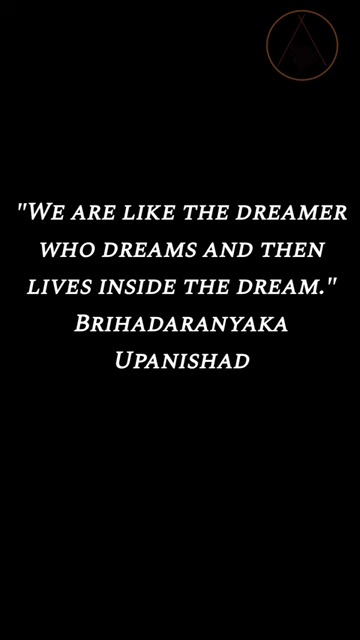 "We are like the dreamer
who dreams and then
lives inside the dream."
Brihadaranyaka
Upanishad